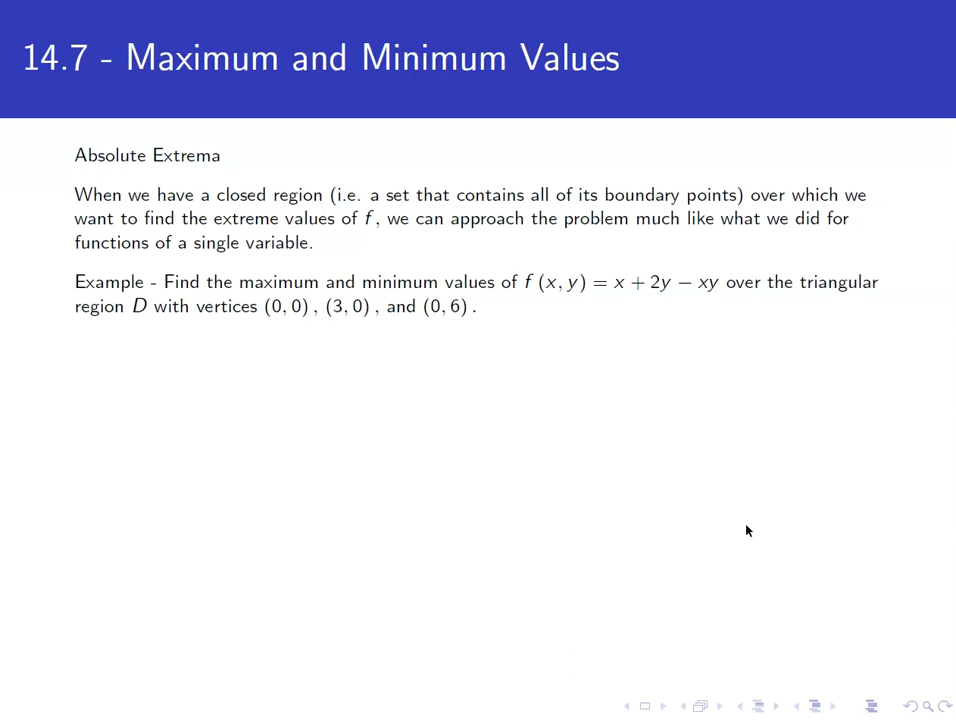 14.7 - Maximum and Minimum Values
Absolute Extrema
When we have a closed region (i.e. a set that contains all of its boundary points) over which we
want to find the extreme values of f, we can approach the problem much like what we did for
functions of a single variable.
Example - Find the maximum and minimum values of f (x, y) = x + 2y − xy over the triangular
region D with vertices (0, 0) , (3, 0) , and (0, 6) .